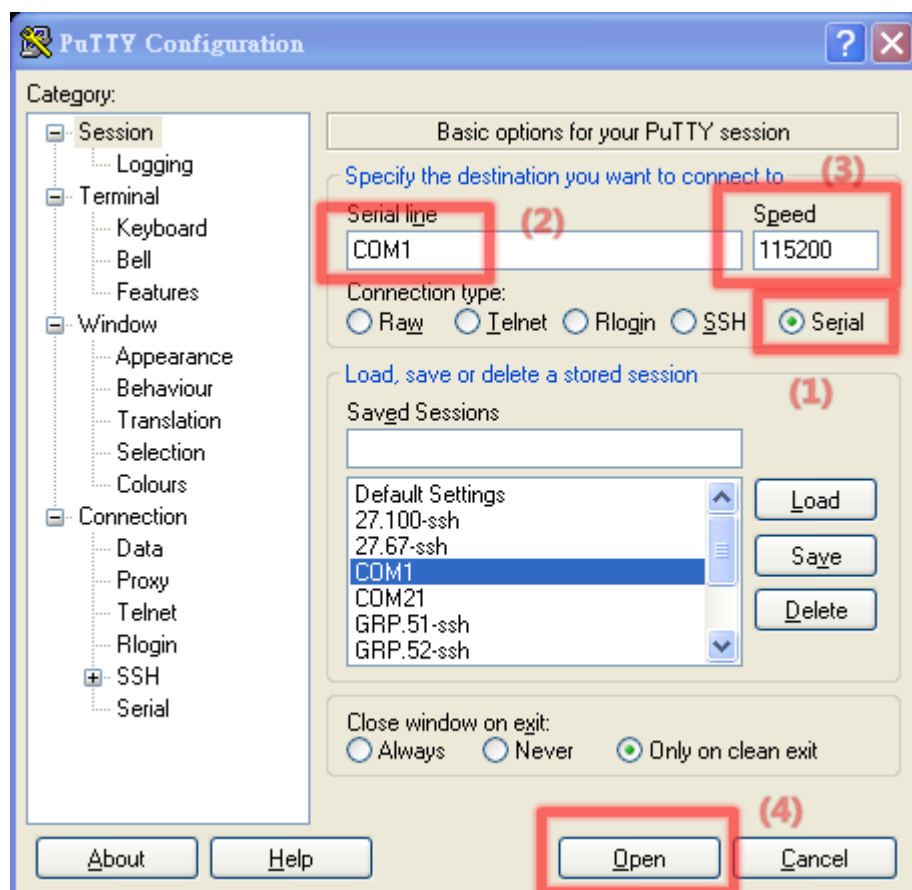 PuTTY Configuration
Category:
Session
Logging
Terminal
Keyboard
Bell
Features
Window
Appearance
Behaviour
Translation
Selection
Colours
Connection
Data
Proxy
Telnet
Rlogin
SSH
Serial
Basic options for your PuTTY session
Specify the destination you want to connect to (3)
Serial line (2) Speed
COM1 115200
Connection type:
Raw Telnet Rlogin SSH Serial
(1)
Load, save or delete a stored session
Saved Sessions
Default Settings
27.100-ssh
27.67-ssh
COM1
COM21
GRP.51-ssh
GRP.52-ssh
Load
Save
Delete
Close window on exit:
Always Never Only on clean exit
(4)
About Help Open Cancel